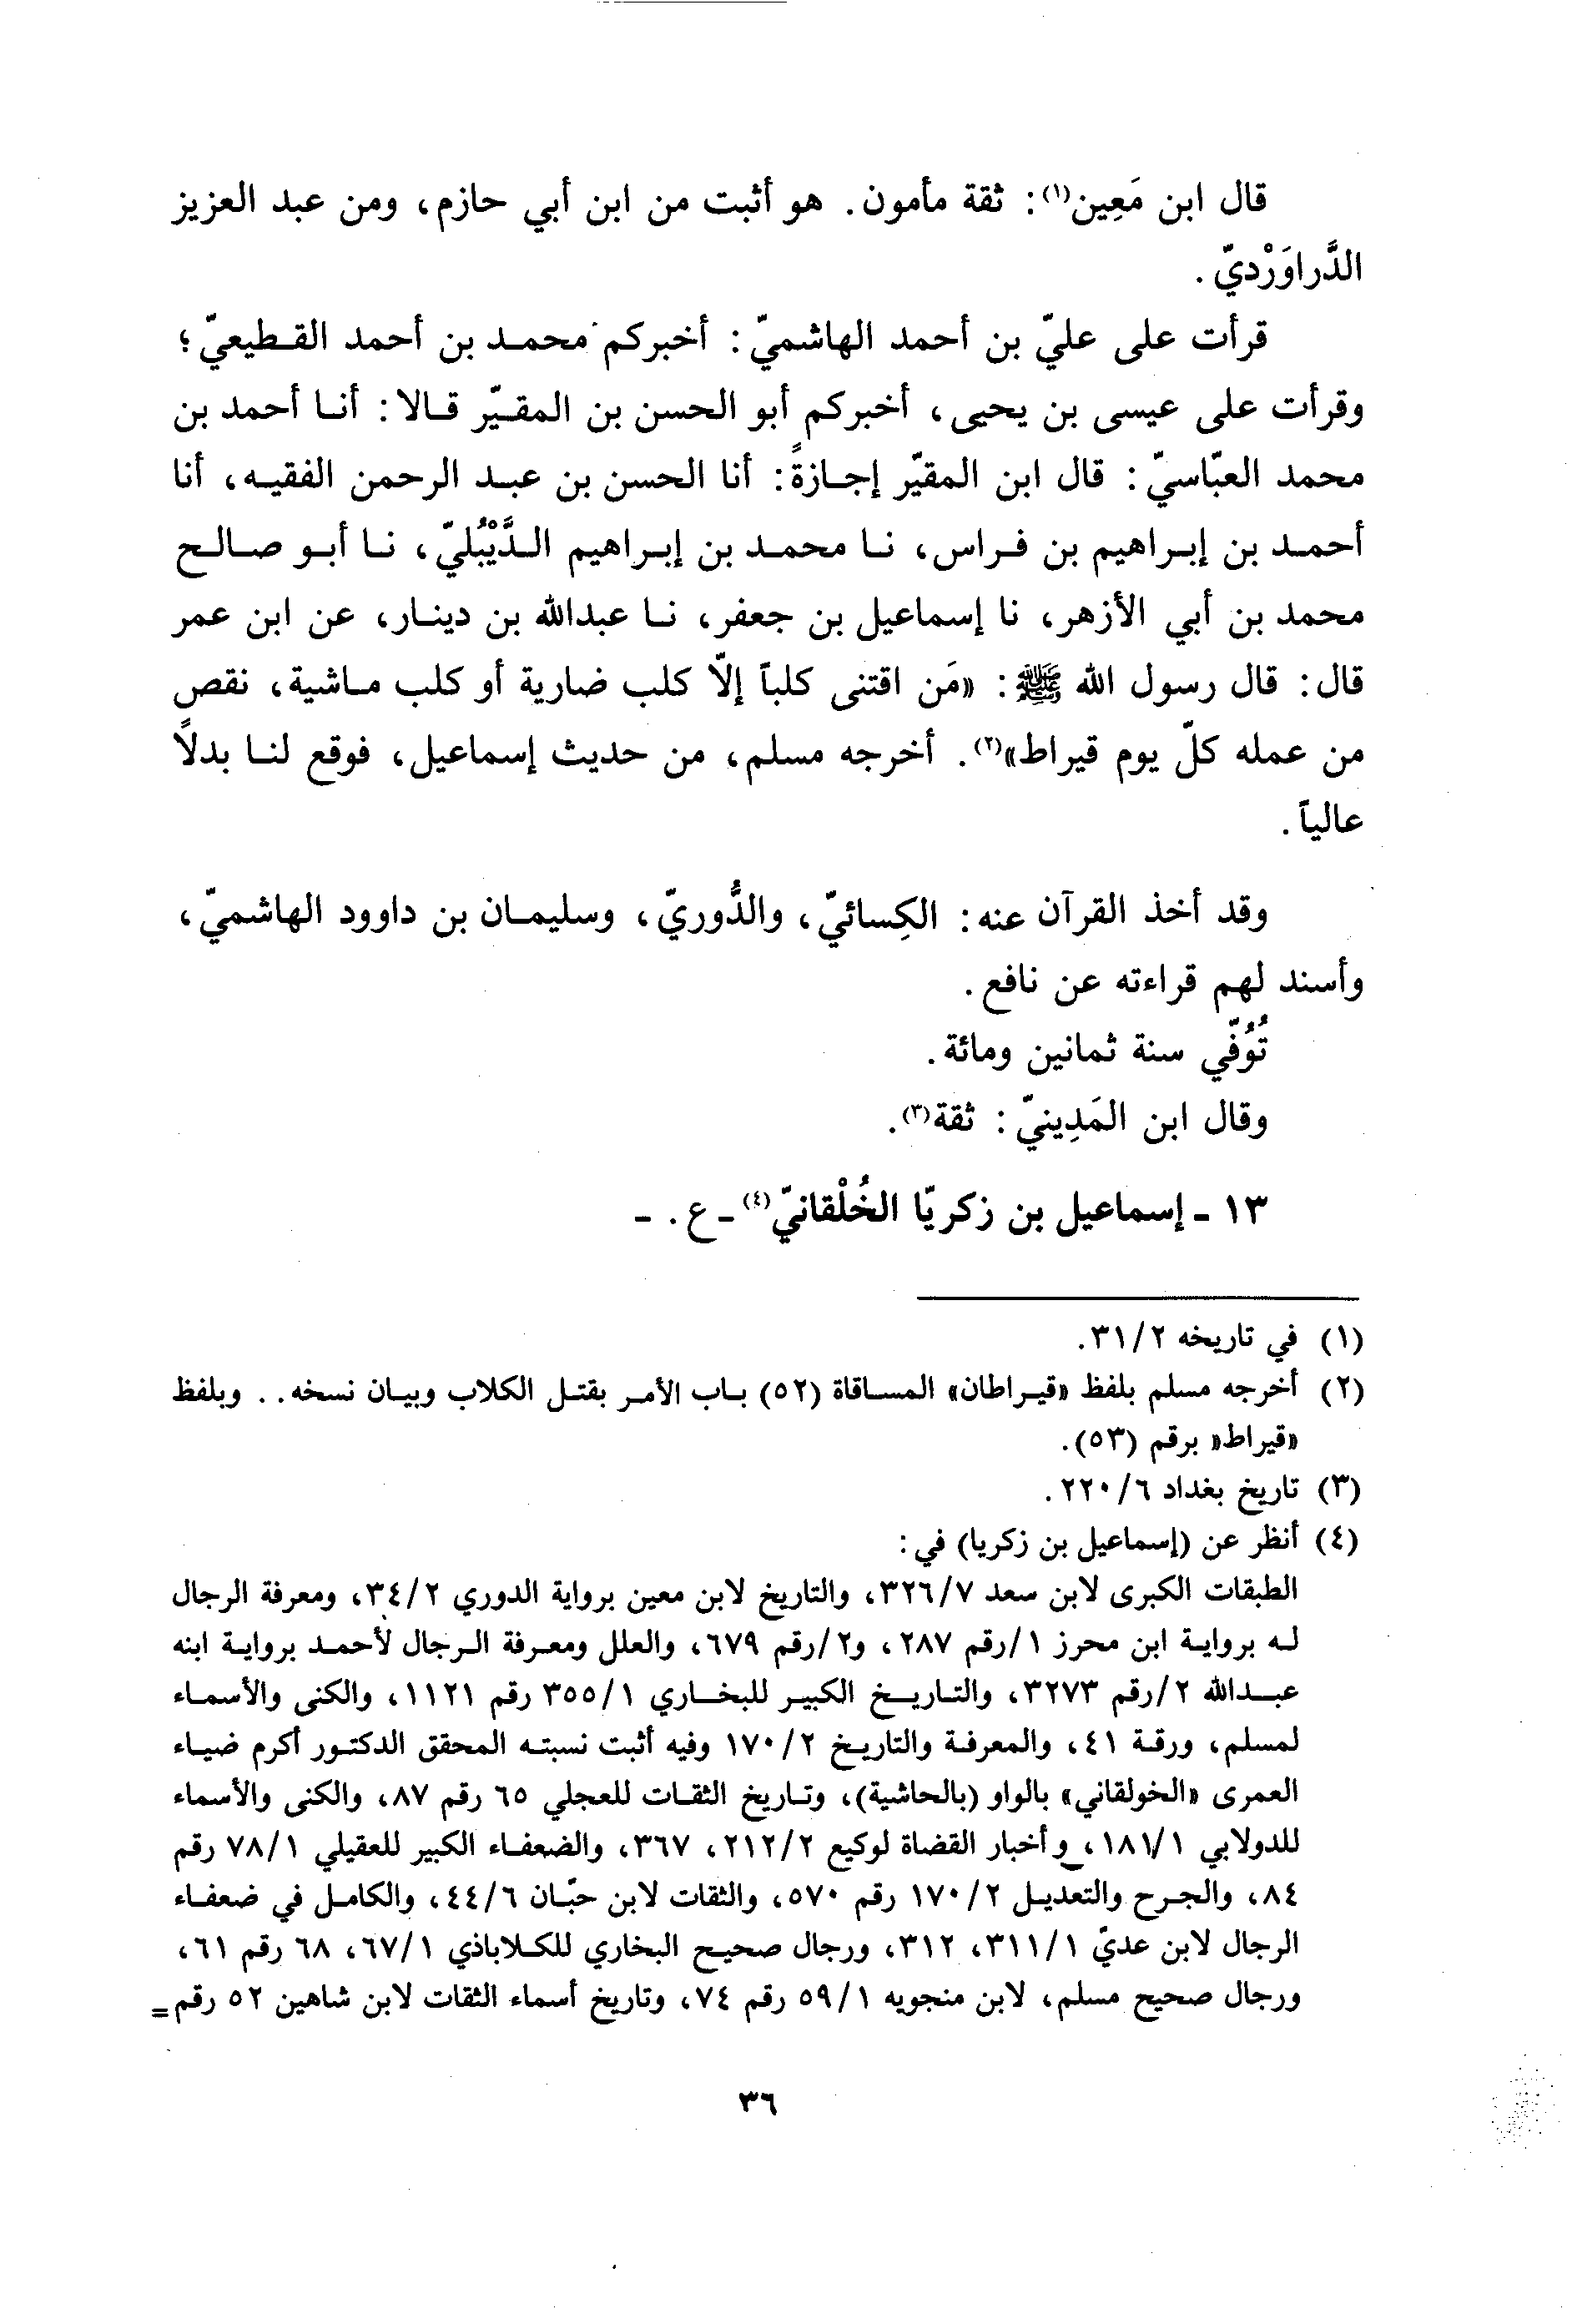 قال ابن مَعِين(١): ثقة مأمون. هو أثبت من ابن أبي حازم، ومن عبد العزيز
الدَّراوَرْديّ.
قرأت على عليّ بن أحمد الهاشميّ: أخبركم محمد بن أحمد القطيعيّ؛
وقرأت على عيسى بن يحيى، أخبركم أبو الحسن بن المقيّر قالا: أنا أحمد بن
محمد العبّاسيّ: قال ابن المقيّر إجازةً: أنا الحسن بن عبد الرحمن الفقيه، أنا
أحمد بن إبراهيم بن فراس، نا محمد بن إبراهيم الدَّيْبُليّ، نا أبو صالح
محمد بن أبي الأزهر، نا إسماعيل بن جعفر، نا عبدالله بن دينار، عن ابن عمر
قال: قال رسول الله ﷺ: «مَن اقتنى كلباً إلّا كلب ضارية أو كلب ماشية، نقص
من عمله كلّ يوم قيراط»(٢). أخرجه مسلم، من حديث إسماعيل، فوقع لنا بدلاً
عالياً.
وقد أخذ القرآن عنه: الكِسائيّ، والدُّوريّ، وسليمان بن داوود الهاشميّ،
وأسند لهم قراءته عن نافع.
تُوُفّي سنة ثمانين ومائة.
وقال ابن المَدِينيّ: ثقة(٣).
١٣ - إسماعيل بن زكريّا الخُلْقانيّ(٤) - ع. -
(١) في تاريخه ٣١/٢.
(٢) أخرجه مسلم بلفظ «قيراطان» المساقاة (٥٢) باب الأمر بقتل الكلاب وبيان نسخه.. وبلفظ
«قيراط» برقم (٥٣).
(٣) تاريخ بغداد ٢٢٠/٦.
(٤) أنظر عن (إسماعيل بن زكريا) في:
الطبقات الكبرى لابن سعد ٣٢٦/٧، والتاريخ لابن معين برواية الدوري ٣٤/٢، ومعرفة الرجال
له برواية ابن محرز ١/رقم ٢٨٧، و٢/رقم ٦٧٩، والعلل ومعرفة الرجال لأحمد برواية ابنه
عبدالله ٢/رقم ٣٢٧٣، والتاريخ الكبير للبخاري ٣٥٥/١ رقم ١١٢١، والكنى والأسماء
لمسلم، ورقة ٤١، والمعرفة والتاريخ ١٧٠/٢ وفيه أثبت نسبته المحقق الدكتور أكرم ضياء
العمرى «الخولقاني» بالواو (بالحاشية)، وتاريخ الثقات للعجلي ٦٥ رقم ٨٧، والكنى والأسماء
للدولابي ١٨١/١، وأخبار القضاة لوكيع ٢١٢/٢، ٣٦٧، والضعفاء الكبير للعقيلي ٧٨/١ رقم
٨٤، والجرح والتعديل ١٧٠/٢ رقم ٥٧٠، والثقات لابن حبّان ٤٤/٦، والكامل في ضعفاء
الرجال لابن عديّ ٣١١/١، ٣١٢، ورجال صحيح البخاري للكلاباذي ٦٧/١، ٦٨ رقم ٦١،
ورجال صحيح مسلم، لابن منجويه ٥٩/١ رقم ٧٤، وتاريخ أسماء الثقات لابن شاهين ٥٢ رقم =
٣٦